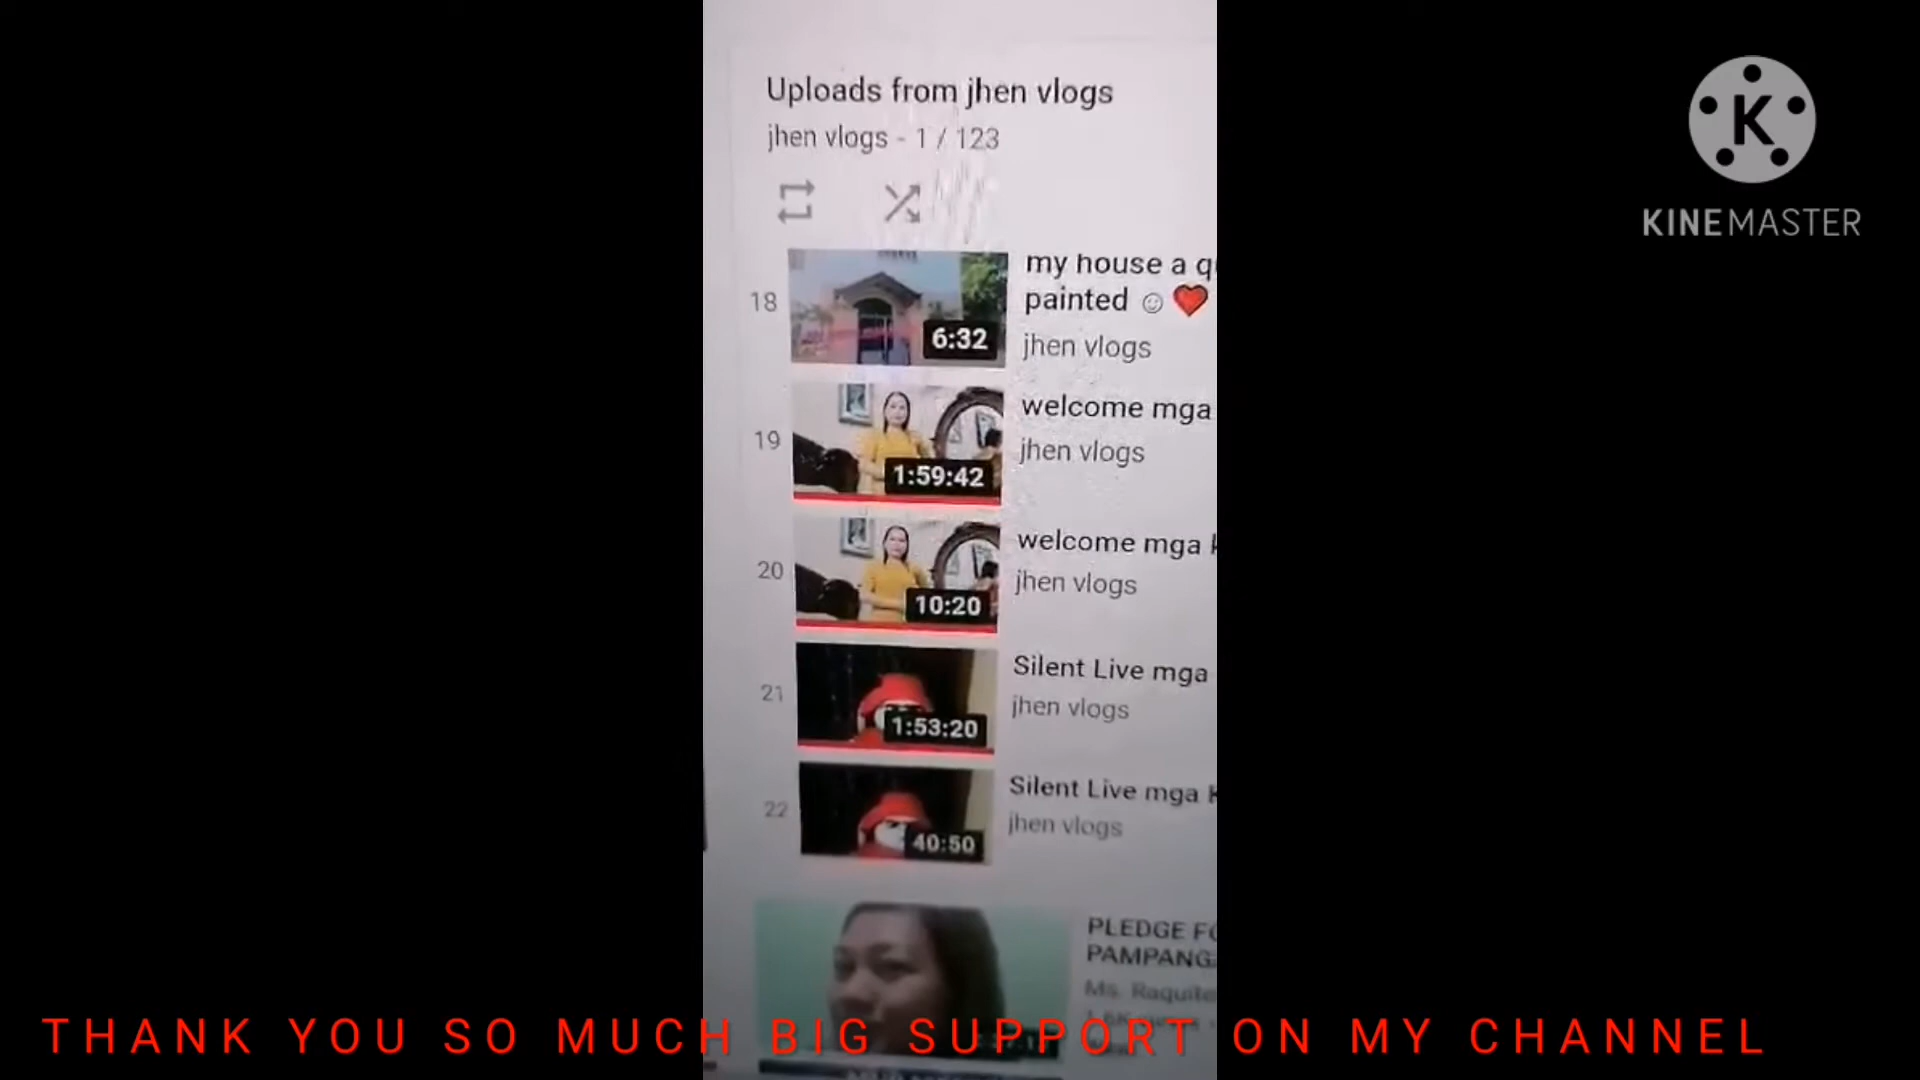 Uploads from jhen vlogs
jhen vlogs - 1 / 123
KINEMASTER
18
6:32
my house a
painted ☺ ❤
jhen vlogs
19
1:59:42
welcome mga
jhen vlogs
20
10:20
welcome mga
jhen vlogs
21
1:53:20
Silent Live mga
jhen vlogs
22
40:50
Silent Live mga
jhen vlogs
PLEDGE
PAMPANG
Ms.
THANK YOU SO MUCH BIG SUPPORT ON MY CHANNEL